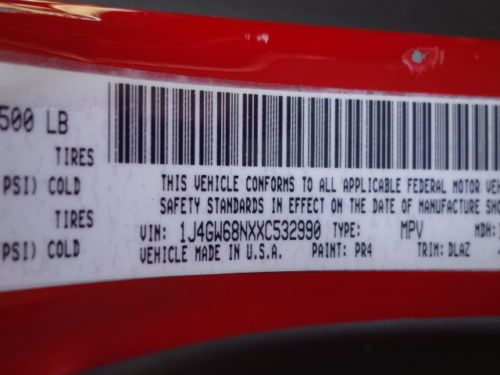 500 LB
TIRES
PSI) COLD THIS VEHICLE CONFORMS TO ALL APPLICABLE FEDERAL MOTOR
TIRES SAFETY STANDARDS IN EFFECT ON THE DATE OF MANUFACTURE SHO
VIN: 1J4GW68NXXC532990 TYPE: MPV MDH:
PSI) COLD VEHICLE MADE IN U.S.A. PAINT: PR4 TRIM: DLAZ